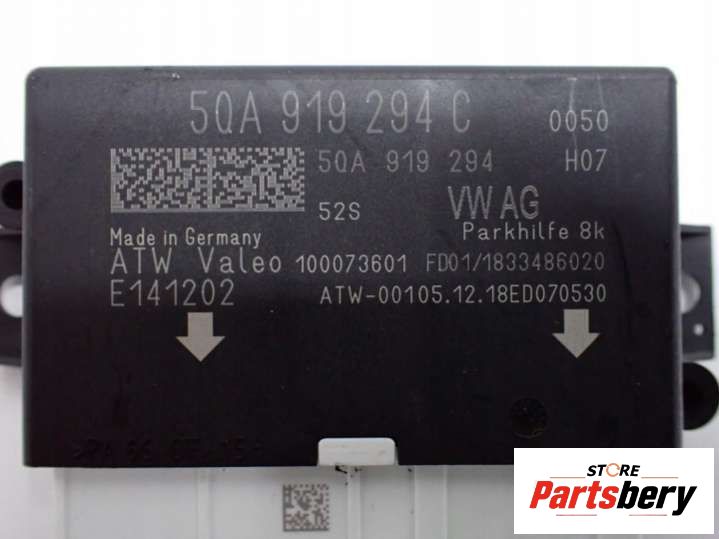 5QA 919 294 C 0050
5QA 919 294 H07
52S VW AG
Made in Germany Parkhilfe 8k
ATW Valeo 100073601 FD01/1833486020
E141202 ATW-00105.12.18ED070530
STORE
Partsbery